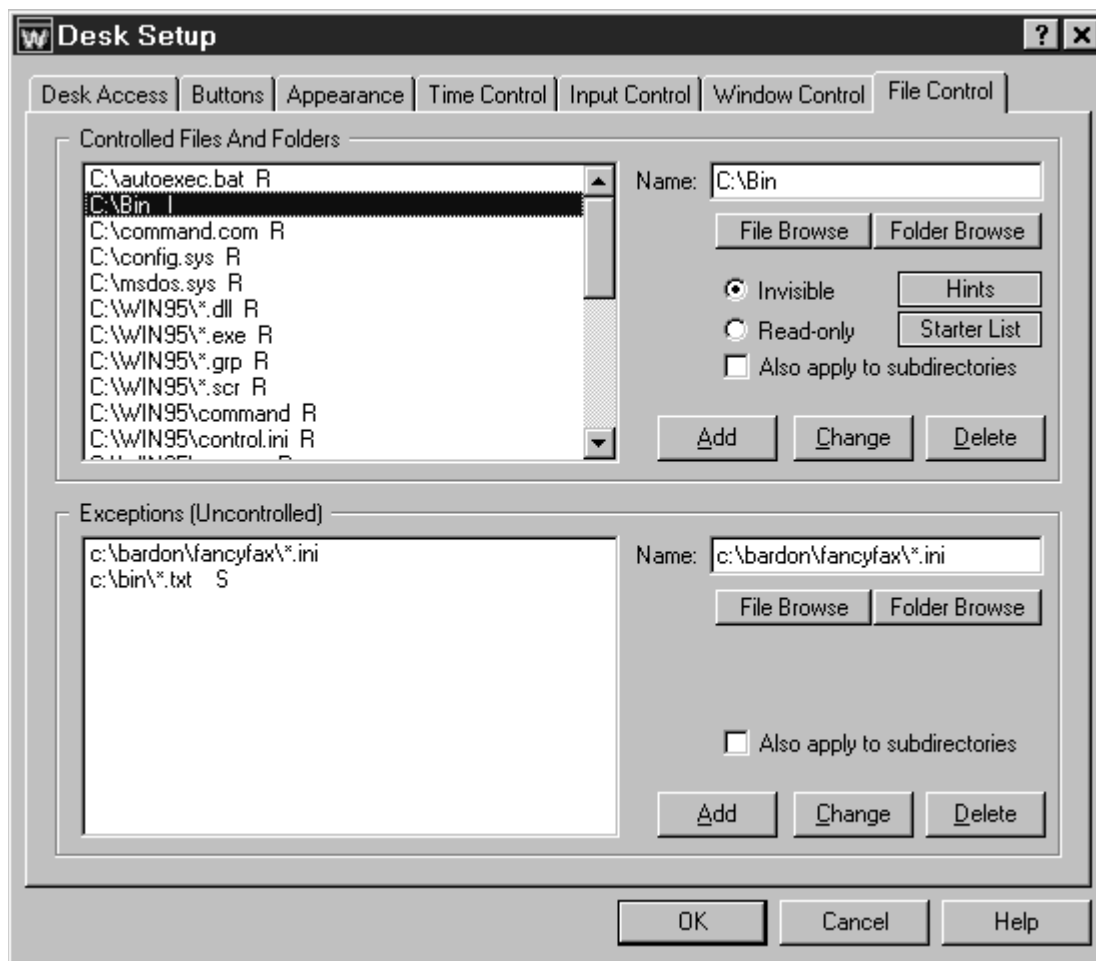 Desk Setup
Desk Access Buttons Appearance Time Control Input Control Window Control File Control
Controlled Files And Folders
C:\autoexec.bat R
C:\Bin I
C:\command.com R
C:\config.sys R
C:\msdos.sys R
C:\WIN95\*.dll R
C:\WIN95\*.exe R
C:\WIN95\*.grp R
C:\WIN95\*.scr R
C:\WIN95\command R
C:\WIN95\control.ini R
Name: C:\Bin
File Browse Folder Browse
Invisible Hints
Read-only Starter List
Also apply to subdirectories
Add Change Delete
Exceptions (Uncontrolled)
c:\bardon\fancyfax\*.ini
c:\bin\*.txt S
Name: c:\bardon\fancyfax\*.ini
File Browse Folder Browse
Also apply to subdirectories
Add Change Delete
OK Cancel Help